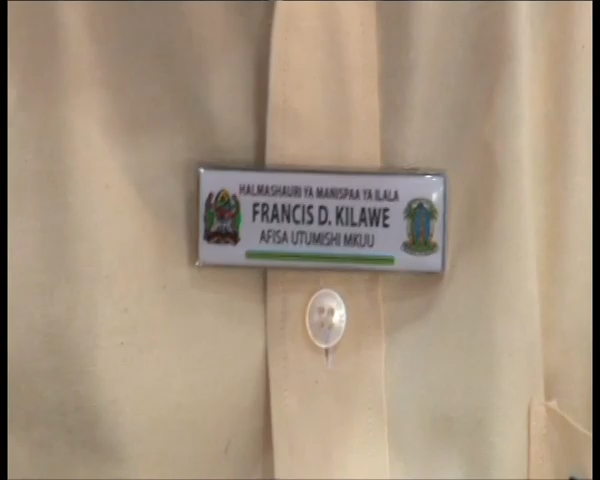 HALMASHAURI YA MANISPAA YA ILALA
FRANCIS D. KILAWE
AFISA UTUMISHI MKUU